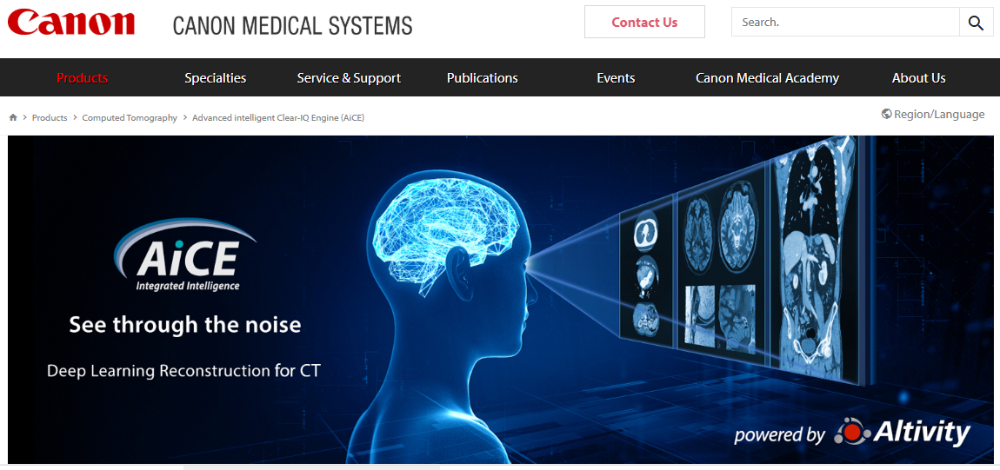 Canon
CANON MEDICAL SYSTEMS
Contact Us
Search.
Products
Specialties
Service & Support
Publications
Events
Canon Medical Academy
About Us
Products > Computed Tomography > Advanced intelligent Clear-IQ Engine (AiCE)
Region/Language
AiCE
Integrated Intelligence
See through the noise
Deep Learning Reconstruction for CT
powered by Altivity